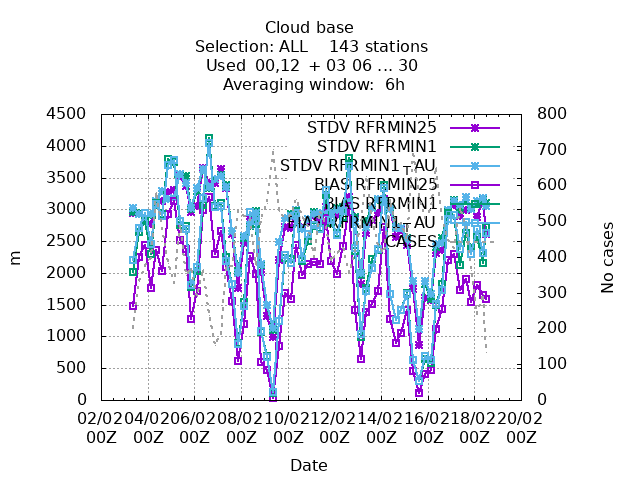 Cloud base
Selection: ALL 143 stations
Used 00,12 + 03 06 ... 30
Averaging window: 6h
4500
4000
3500
3000
2500
2000
1500
1000
500
0
800
700
600
500
400
300
200
100
0
STDV RFRMIN25
STDV RFRMIN1
STDV RFRMIN1_TAU
BIAS RFRMIN25
BIAS RFRMIN1
BIAS RFRMIN1_TAU
CASES
m
No cases
02/02 04/02 06/02 08/02 10/02 12/02 14/02 16/02 18/02 20/02
00Z 00Z 00Z 00Z 00Z 00Z 00Z 00Z 00Z 00Z
Date